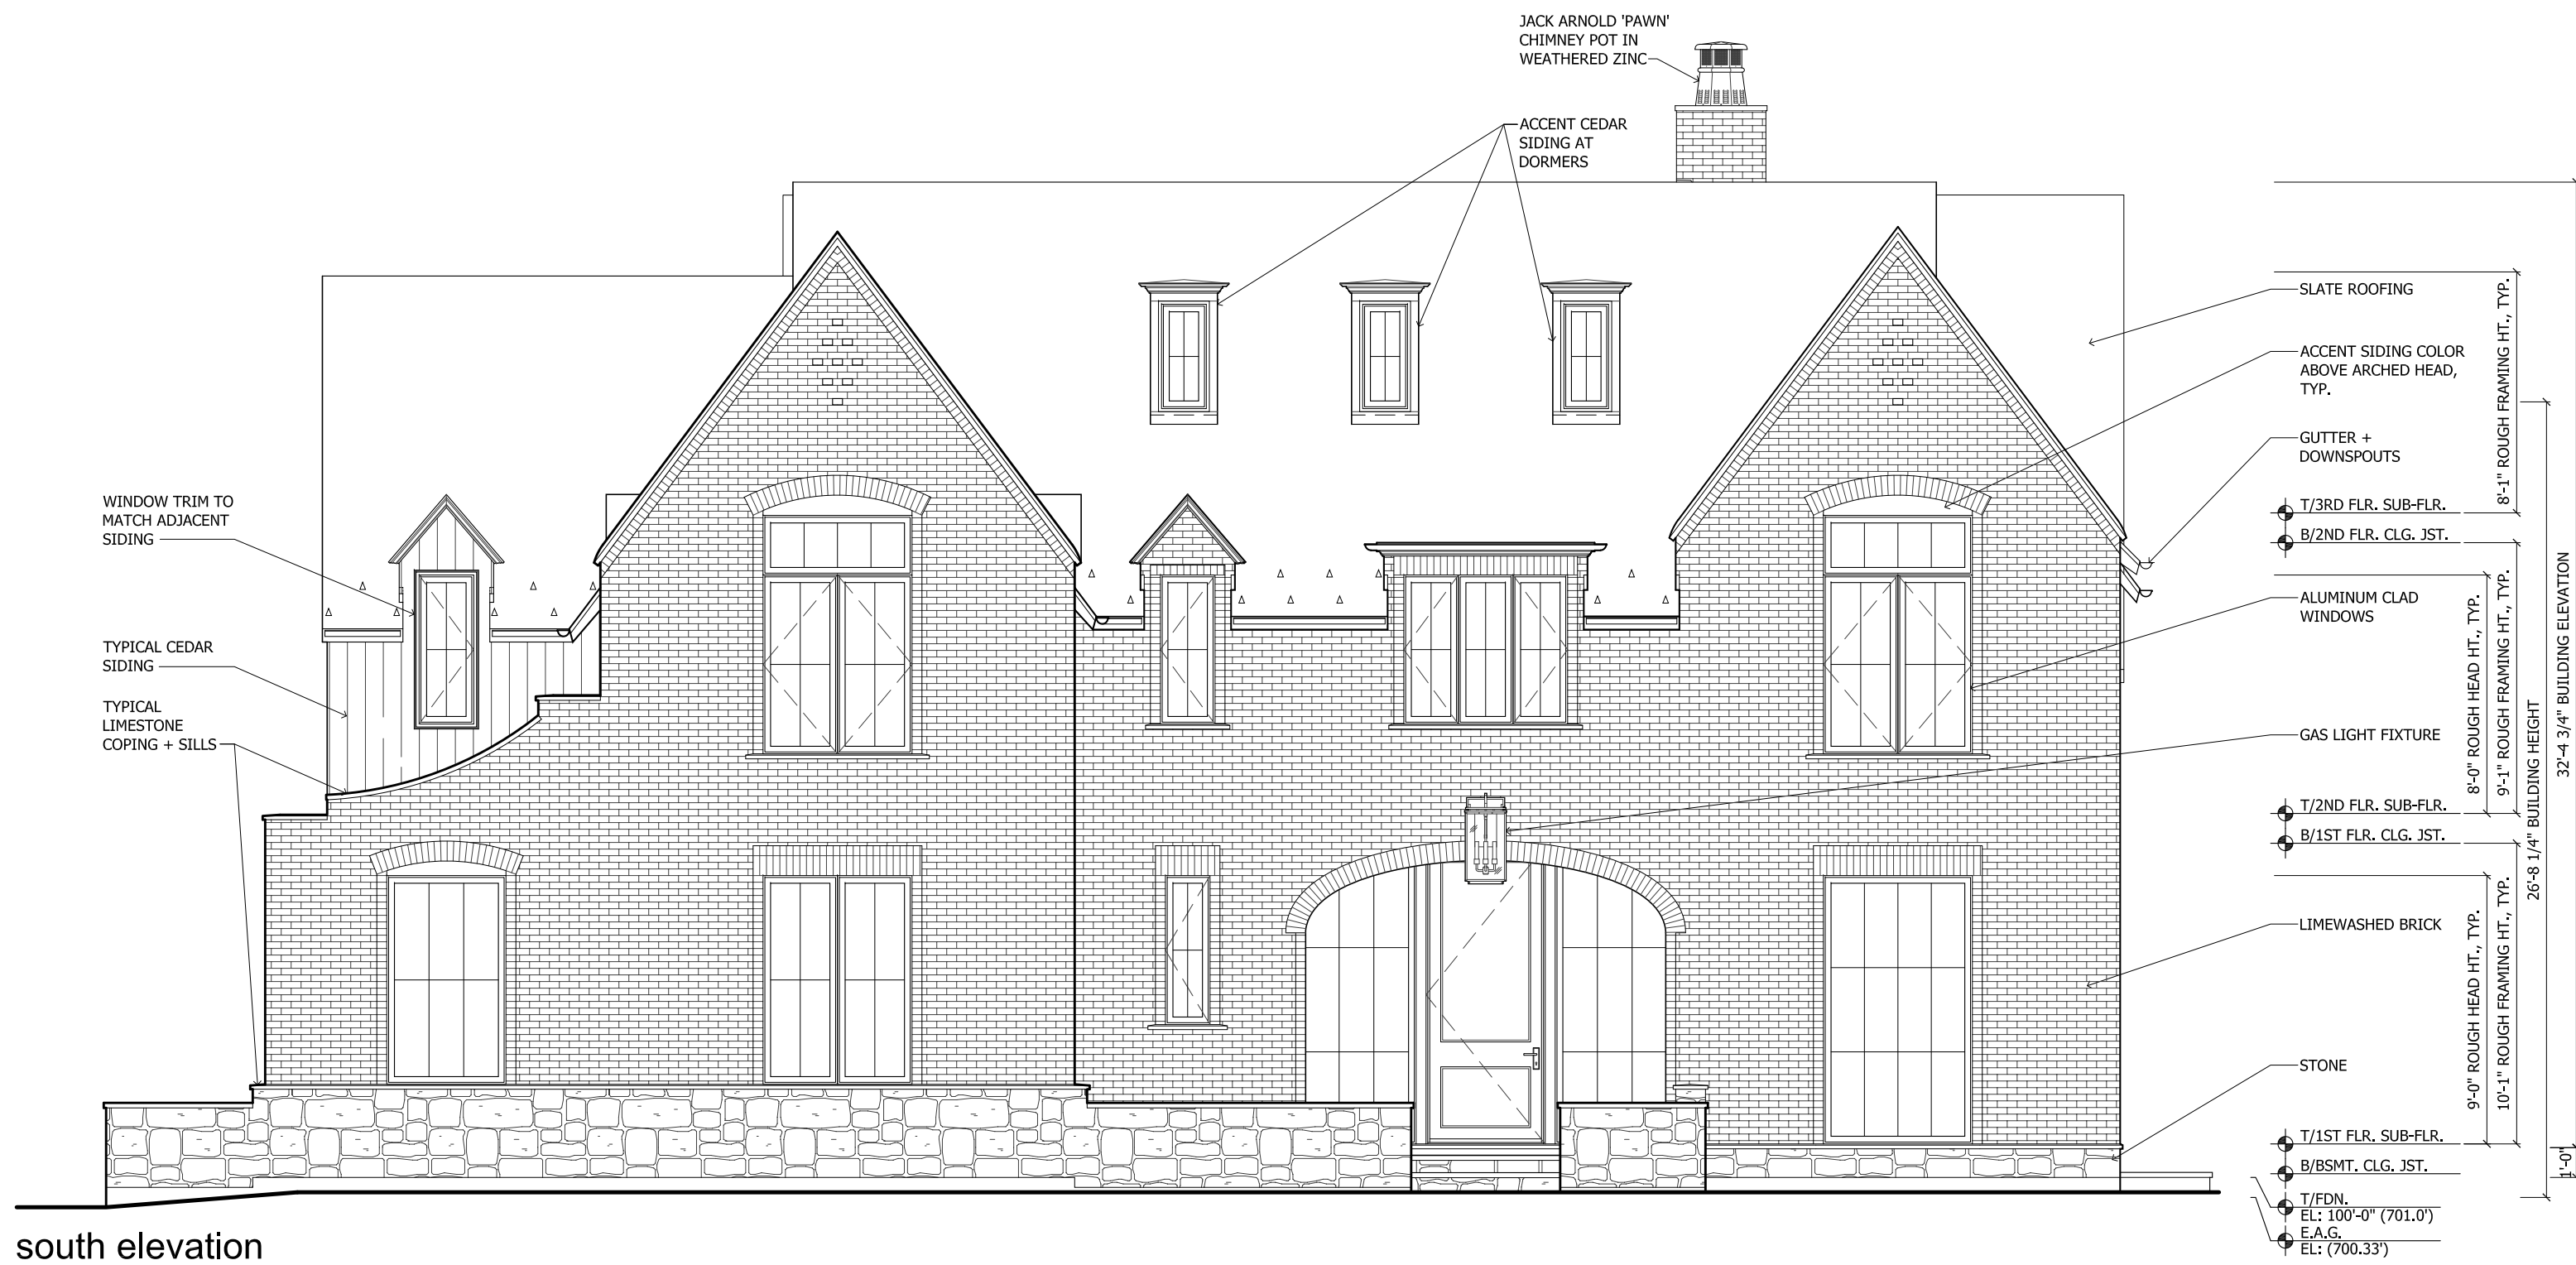 JACK ARNOLD 'PAWN'
CHIMNEY POT IN
WEATHERED ZINC
ACCENT CEDAR
SIDING AT
DORMERS
WINDOW TRIM TO
MATCH ADJACENT
SIDING
TYPICAL CEDAR
SIDING
TYPICAL
LIMESTONE
COPING + SILLS
SLATE ROOFING
ACCENT SIDING COLOR
ABOVE ARCHED HEAD,
TYP.
GUTTER +
DOWNSPOUTS
T/3RD FLR. SUB-FLR.
B/2ND FLR. CLG. JST.
ALUMINUM CLAD
WINDOWS
GAS LIGHT FIXTURE
T/2ND FLR. SUB-FLR.
B/1ST FLR. CLG. JST.
LIMEWASHED BRICK
STONE
T/1ST FLR. SUB-FLR.
B/BSMT. CLG. JST.
T/FDN.
EL: 100'-0" (701.0')
E.A.G.
EL: (700.33')
8'-1" ROUGH FRAMING HT., TYP.
8'-0" ROUGH HEAD HT., TYP.
9'-1" ROUGH FRAMING HT., TYP.
9'-0" ROUGH HEAD HT., TYP.
10'-1" ROUGH FRAMING HT., TYP.
26'-8 1/4" BUILDING HEIGHT
32'-4 3/4" BUILDING ELEVATION
1'-0"
south elevation